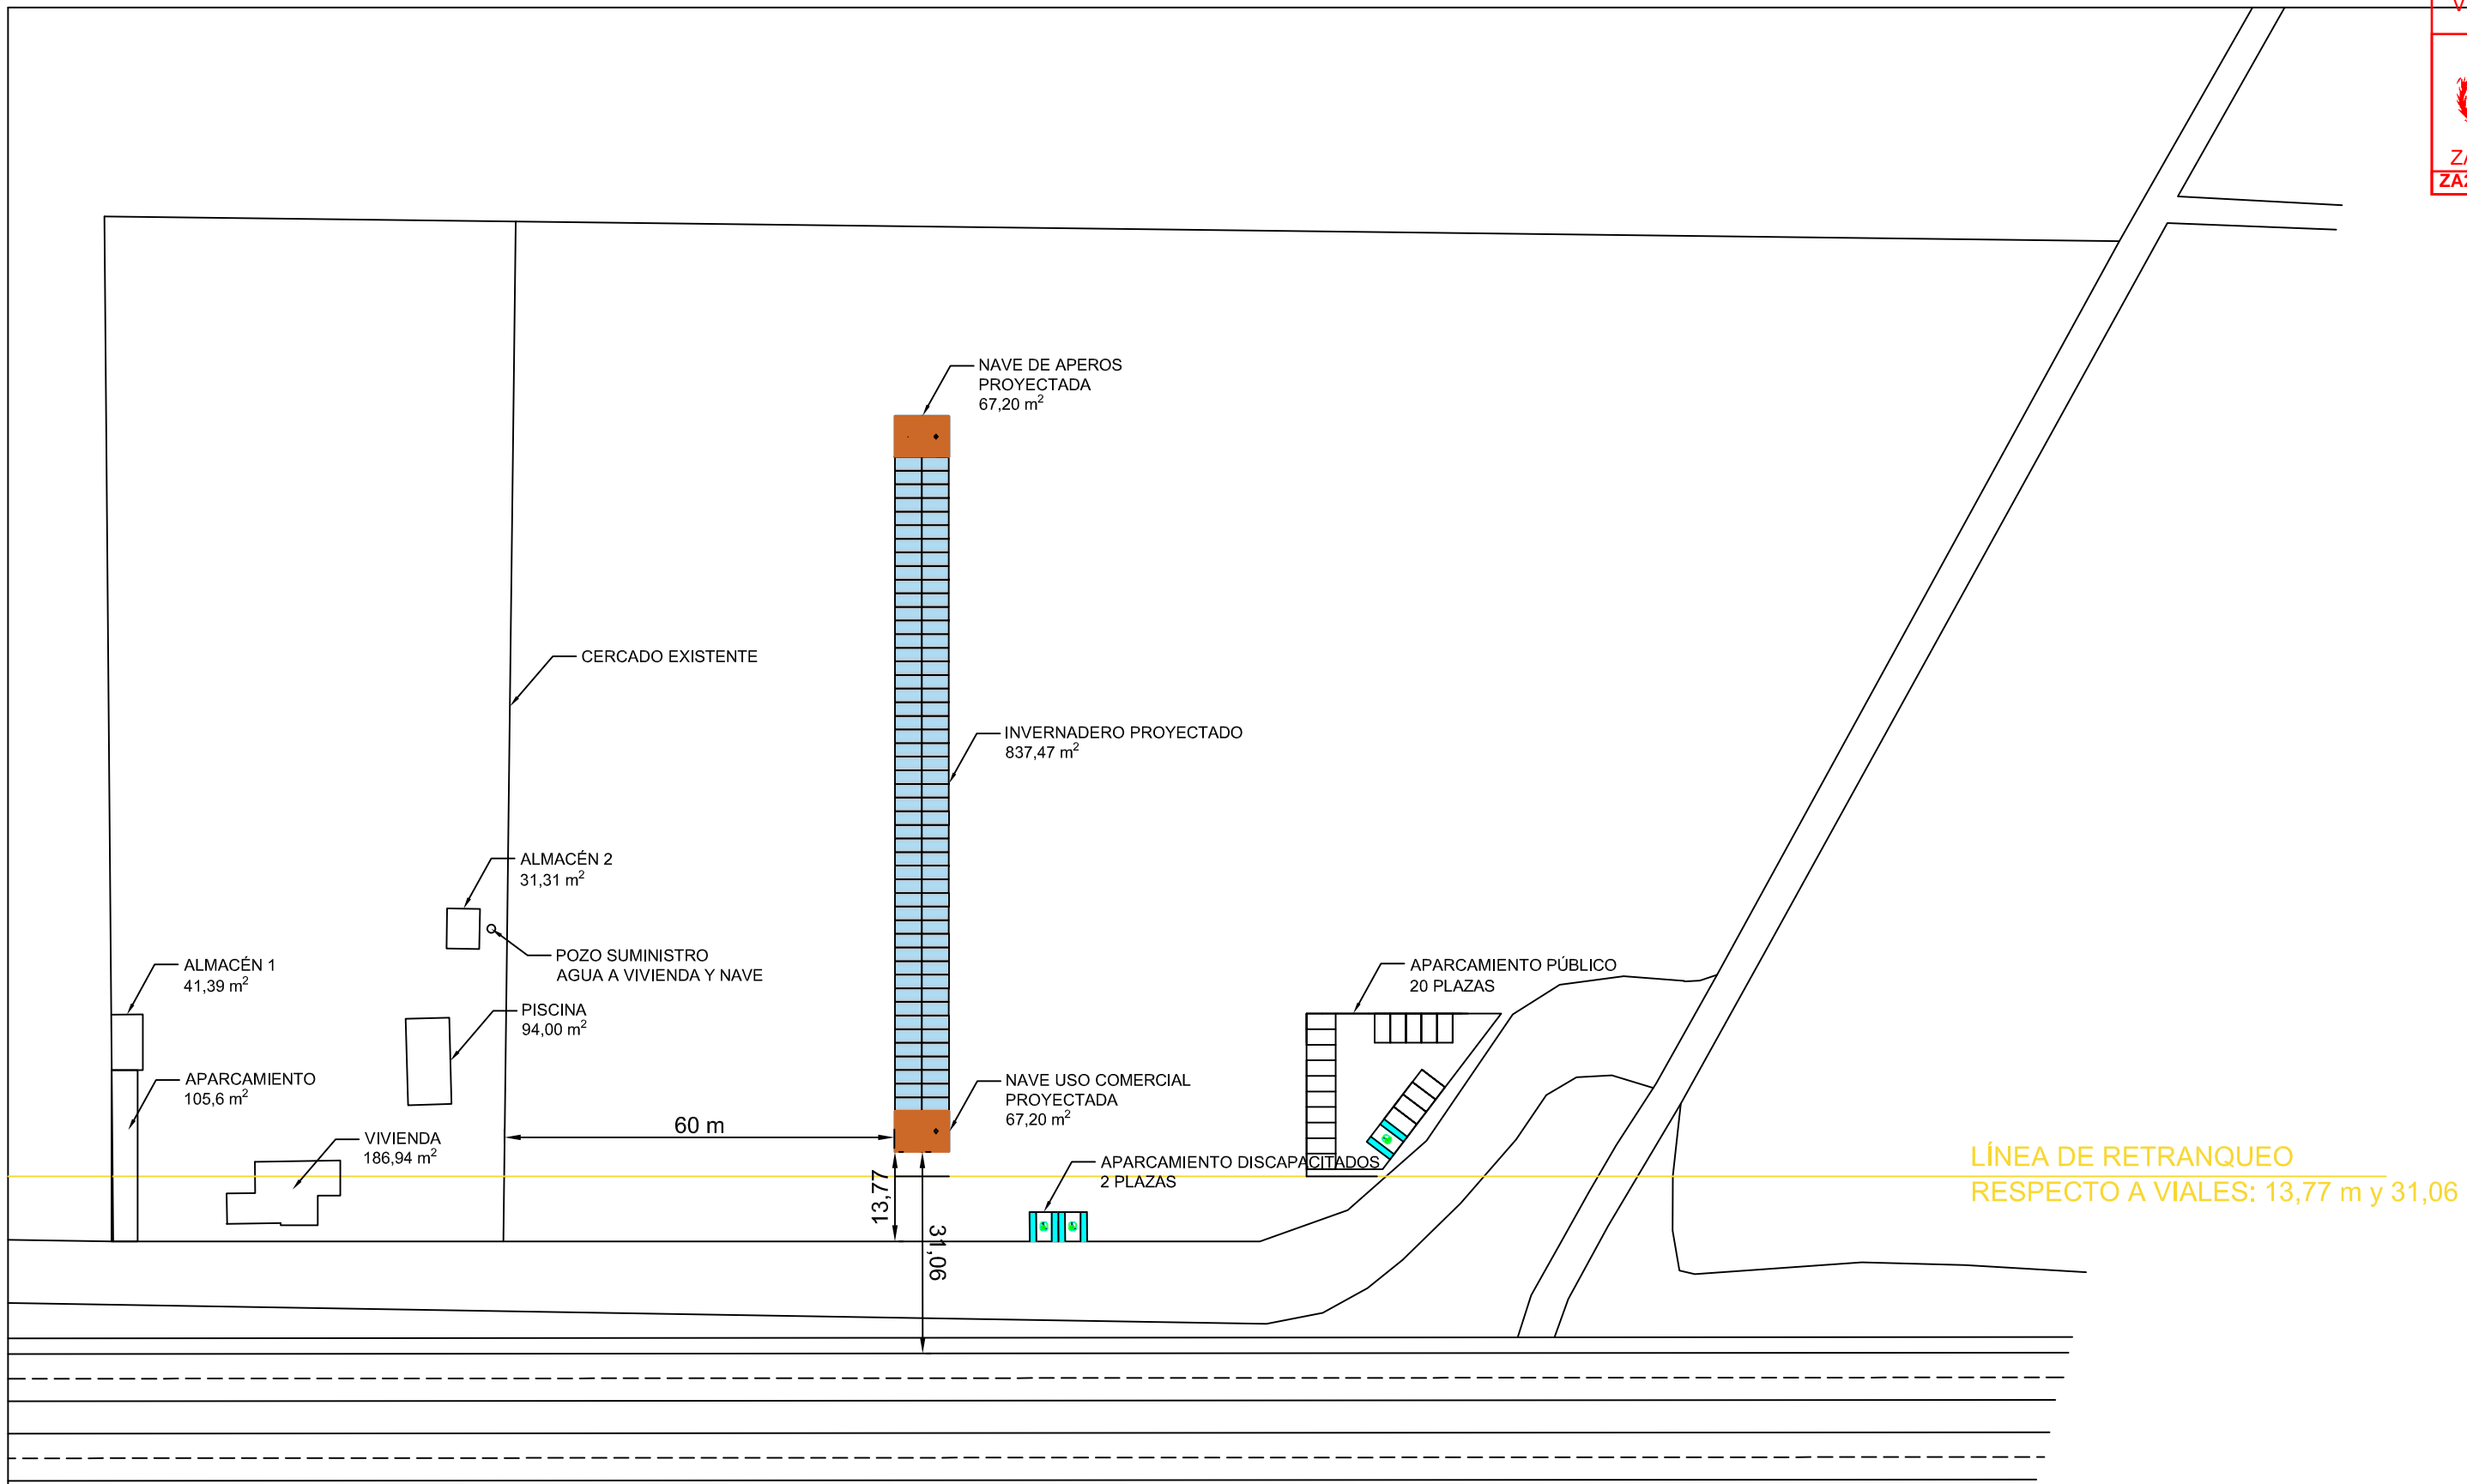 NAVE DE APEROS
PROYECTADA
67,20 m²
CERCADO EXISTENTE
INVERNADERO PROYECTADO
837,47 m²
ALMACÉN 2
31,31 m²
POZO SUMINISTRO
AGUA A VIVIENDA Y NAVE
ALMACÉN 1
41,39 m²
PISCINA
94,00 m²
APARCAMIENTO
105,6 m²
VIVIENDA
186,94 m²
60 m
NAVE USO COMERCIAL
PROYECTADA
67,20 m²
APARCAMIENTO PÚBLICO
20 PLAZAS
APARCAMIENTO DISCAPACITADOS
2 PLAZAS
13,77
31,06
LÍNEA DE RETRANQUEO
RESPECTO A VIALES: 13,77 m y 31,06